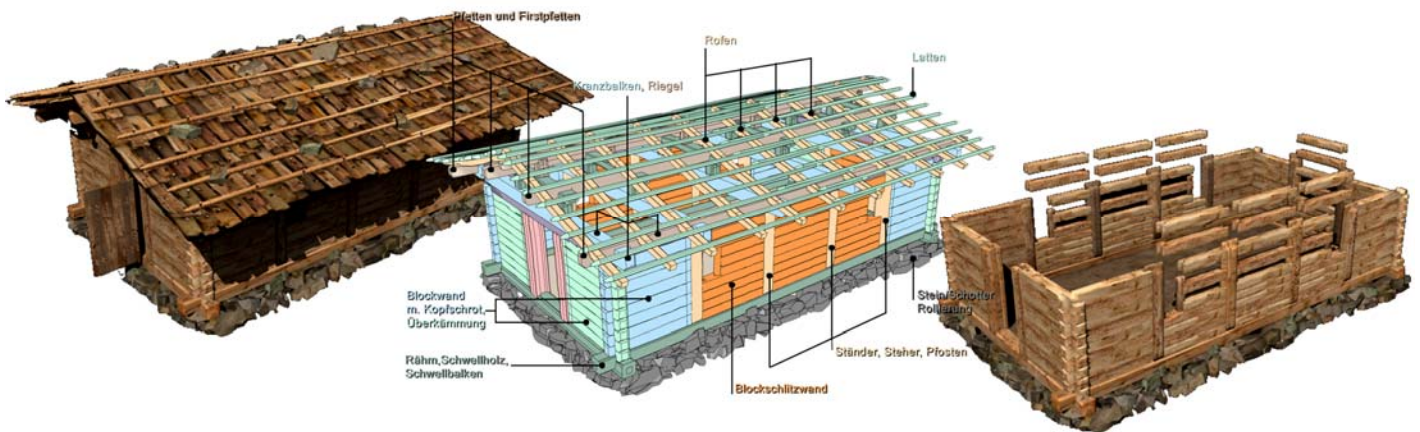 Pfetten und Firstpfetten
Rofen
Latten
Kranzbalken, Riegel
Blockwand
m. Kopfschrot,
Überkämmung
Stein/Schotter
Rollierung
Ständer, Steher, Pfosten
Rähm,Schwellholz,
Schwellbalken
Blockschlitzwand